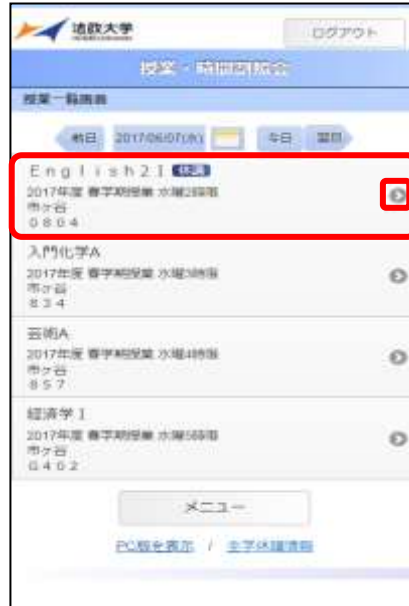 法政大学
ログアウト
授業・時間割照会
授業一覧画面
前日 2017/06/07(水) 今日 翌日
English2I 休講
2017年度 春学期授業 水曜2時限
市ヶ谷
0804
入門化学A
2017年度 春学期授業 水曜3時限
市ヶ谷
834
芸術A
2017年度 春学期授業 水曜4時限
市ヶ谷
857
経済学I
2017年度 春学期授業 水曜5時限
市ヶ谷
G402
メニュー
PC版を表示 / 全学休講情報